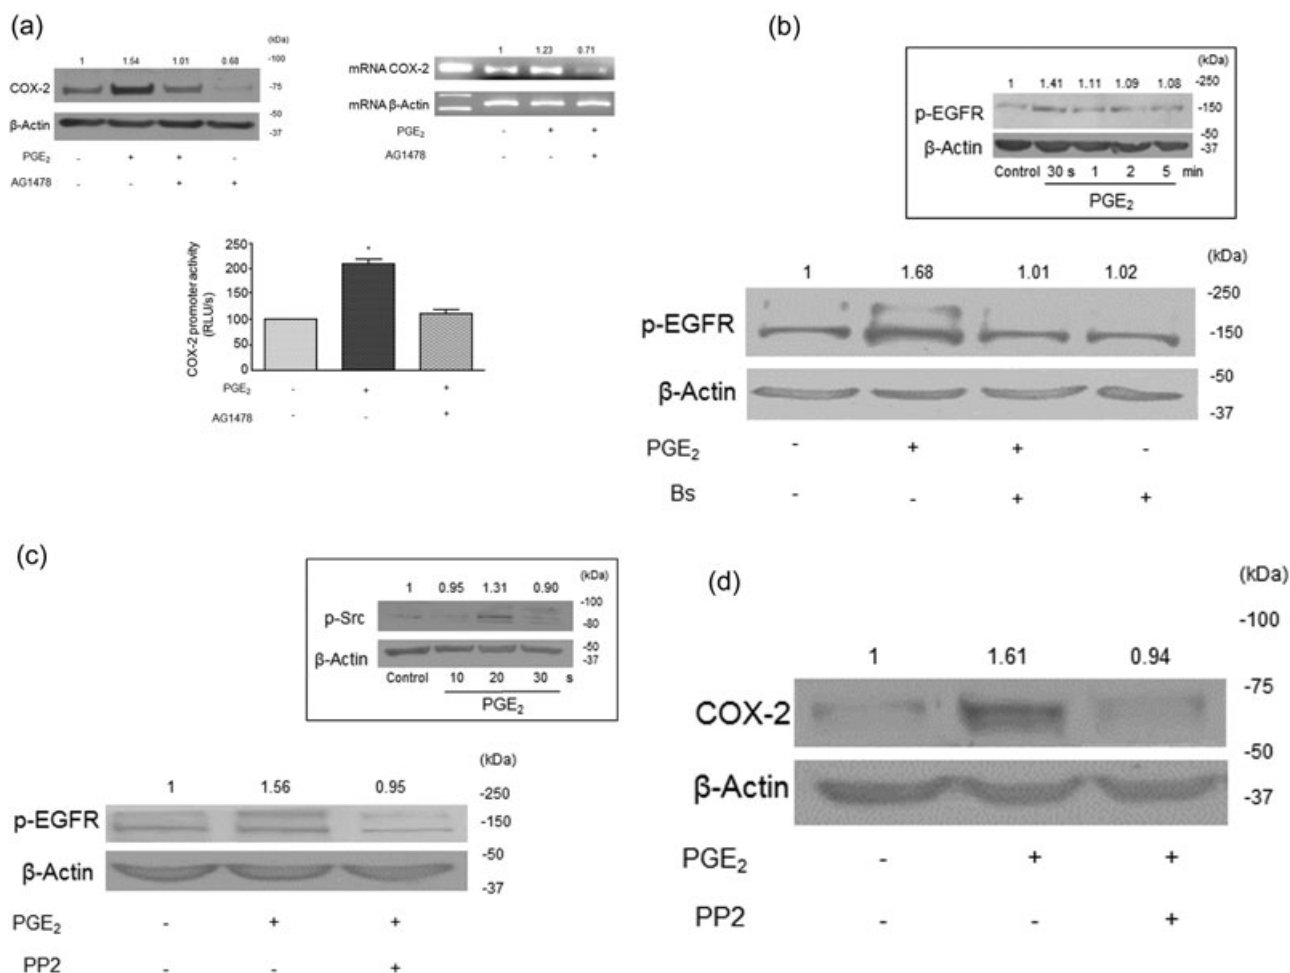 (a)
(kDa)
1 1.54 1.01 0.68 -100
COX-2 -75
-50
β-Actin -37
PGE₂ - + + -
AG1478 - - + +
1 1.23 0.71
mRNA COX-2
mRNA β-Actin
PGE₂ - + +
AG1478 - - +
COX-2 promoter activity
(RLU/s)
250
200
150
100
50
0
PGE₂ - + +
AG1478 - - +
(b)
(kDa)
1 1.41 1.11 1.09 1.08 -250
p-EGFR -150
-50
β-Actin -37
Control 30 s 1 2 5 min
PGE₂
(kDa)
1 1.68 1.01 1.02
-250
p-EGFR -150
-50
β-Actin
-37
PGE₂ - + + -
Bs - - + +
(c)
(kDa)
1 0.95 1.31 0.90
-100
p-Src -80
-50
β-Actin -37
Control 10 20 30 s
PGE₂
(kDa)
1 1.56 0.95 -250
p-EGFR -150
-50
β-Actin
-37
PGE₂ - + +
PP2 - - +
(d)
(kDa)
-100
1 1.61 0.94
-75
COX-2
-50
β-Actin -37
PGE₂ - + +
PP2 - - +